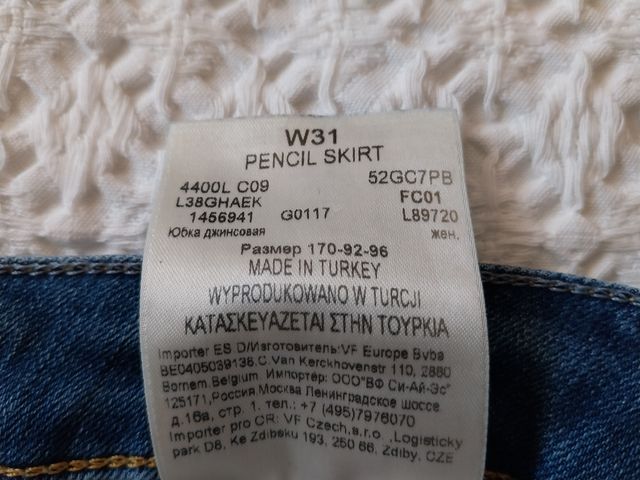 W31
PENCIL SKIRT
4400L C09 52GC7PB
L38GHAEK FC01
1456941 G0117 L89720
Юбка джинсовая жен.
Размер 170-92-96
MADE IN TURKEY
WYPRODUKOWANO W TURCJI
ΚΑΤΑΣΚΕΥΑΖΕΤΑΙ ΣΤΗΝ ΤΟΥΡΚΙΑ
Importer ES D/Изготовитель:VF Europe Bvba
BE0405039136.C.Van Kerckhovenstr 110, 2880
Bornem.Belgium. Импортёр: ООО"ВФ Си-Ай-Эс"
125171,Россия Москва Ленинградское шоссе
д.16а, стр. 1. тел.: +7 (495)7976070
Importer pro CR: VF Czech,s.r.o .,Logisticky
park D8, Ke Zdibsku 193, 250 66, Zdiby, CZE